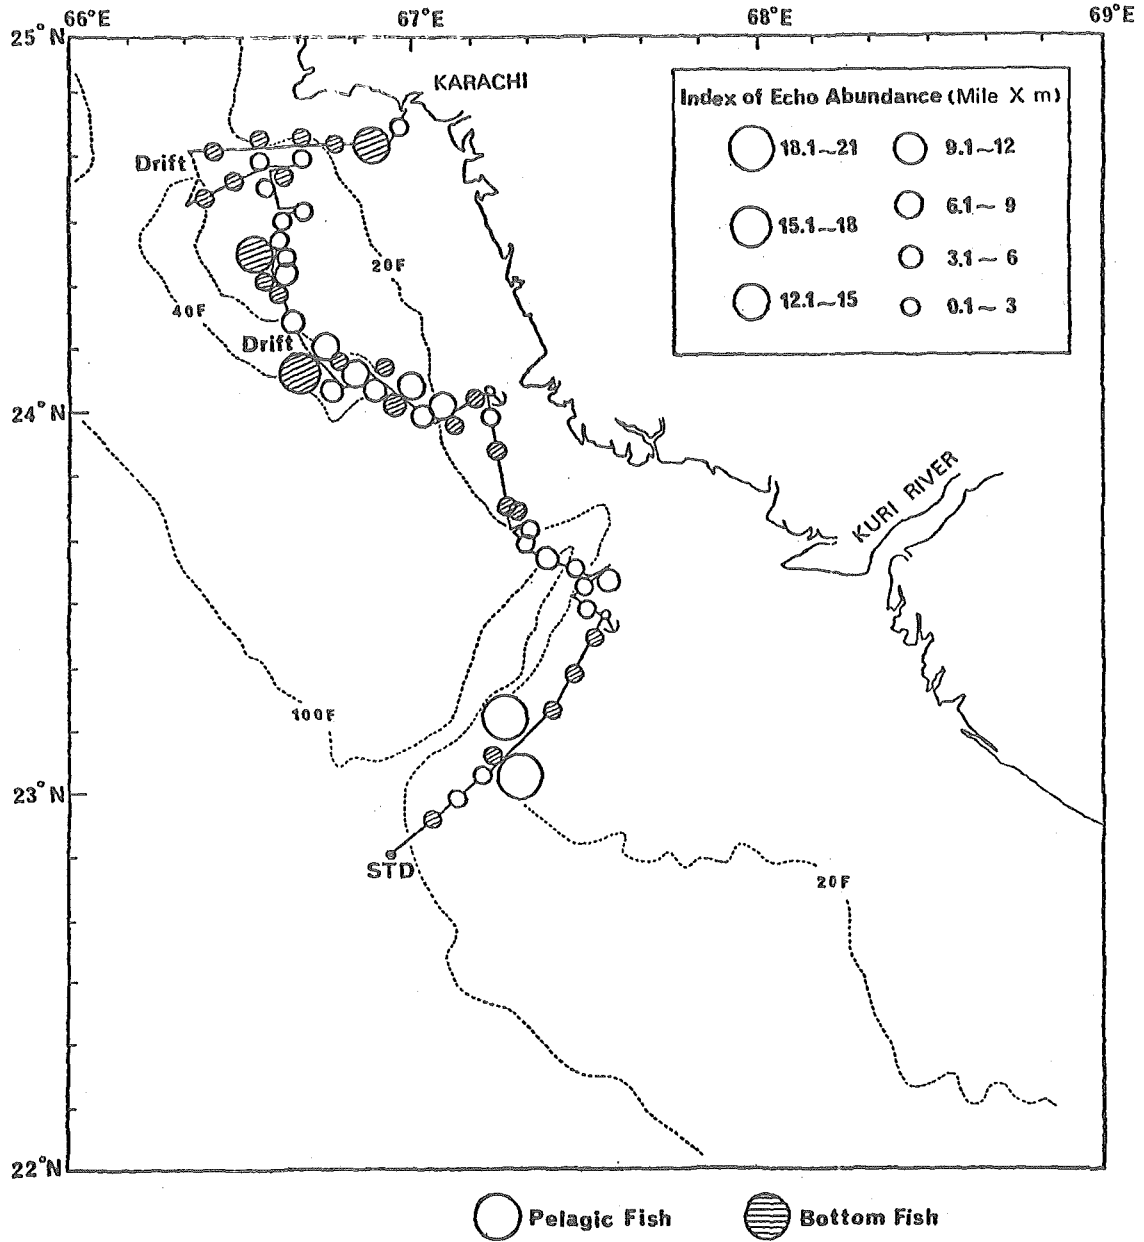 66°E 67°E 68°E 69°E
25°N
KARACHI
Index of Echo Abundance (Mile X m)
18.1~21 9.1~12
15.1~18 6.1~ 9
12.1~15 3.1~ 6
0.1~ 3
Drift
20F
40F
Drift
24°N
KURI RIVER
100F
23°N
STD
20F
22°N
Pelagic Fish Bottom Fish